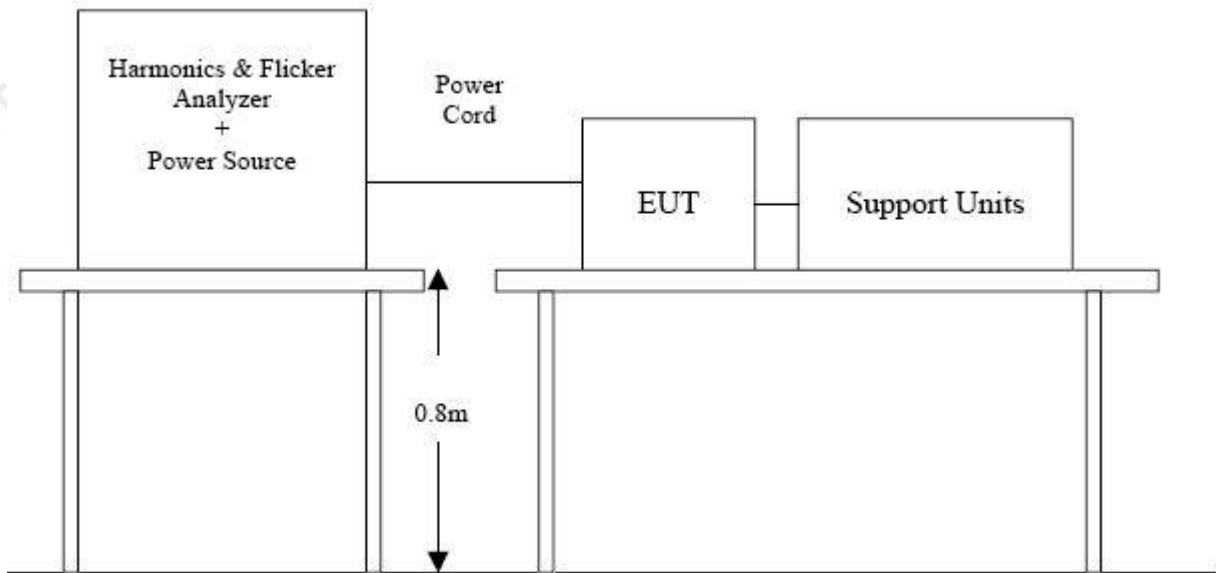 Harmonics & Flicker
Analyzer
+
Power Source
Power
Cord
EUT
Support Units
0.8m